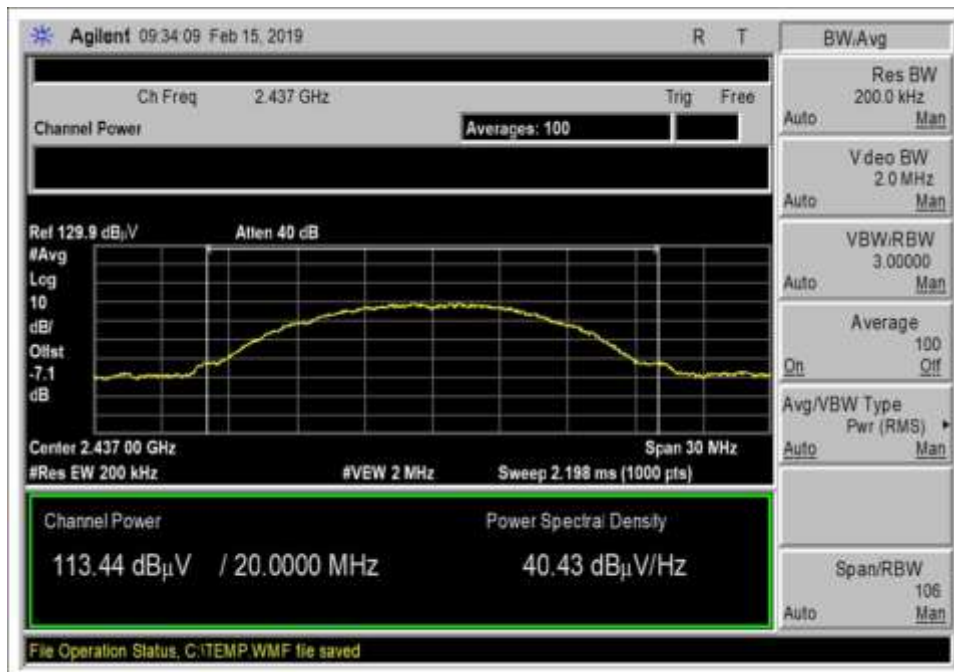 Agilent 09:34:09 Feb 15, 2019 R T
BW/Avg
Ch Freq 2.437 GHz Trig Free
Channel Power Averages: 100
Res BW
200.0 kHz
Auto Man
Video BW
2.0 MHz
Auto Man
Ref 129.9 dBµV Atten 40 dB
#Avg
Log
10
dB/
Offst
-7.1
dB
VBW/RBW
3.00000
Auto Man
Average
100
On Off
Avg/VBW Type
Pwr (RMS)
Auto Man
Center 2.437 00 GHz Span 30 MHz
#Res BW 200 kHz #VBW 2 MHz Sweep 2.198 ms (1000 pts)
Channel Power Power Spectral Density
113.44 dBµV / 20.0000 MHz 40.43 dBµV/Hz
Span/RBW
106
Auto Man
File Operation Status, C:\TEMP.WMF file saved